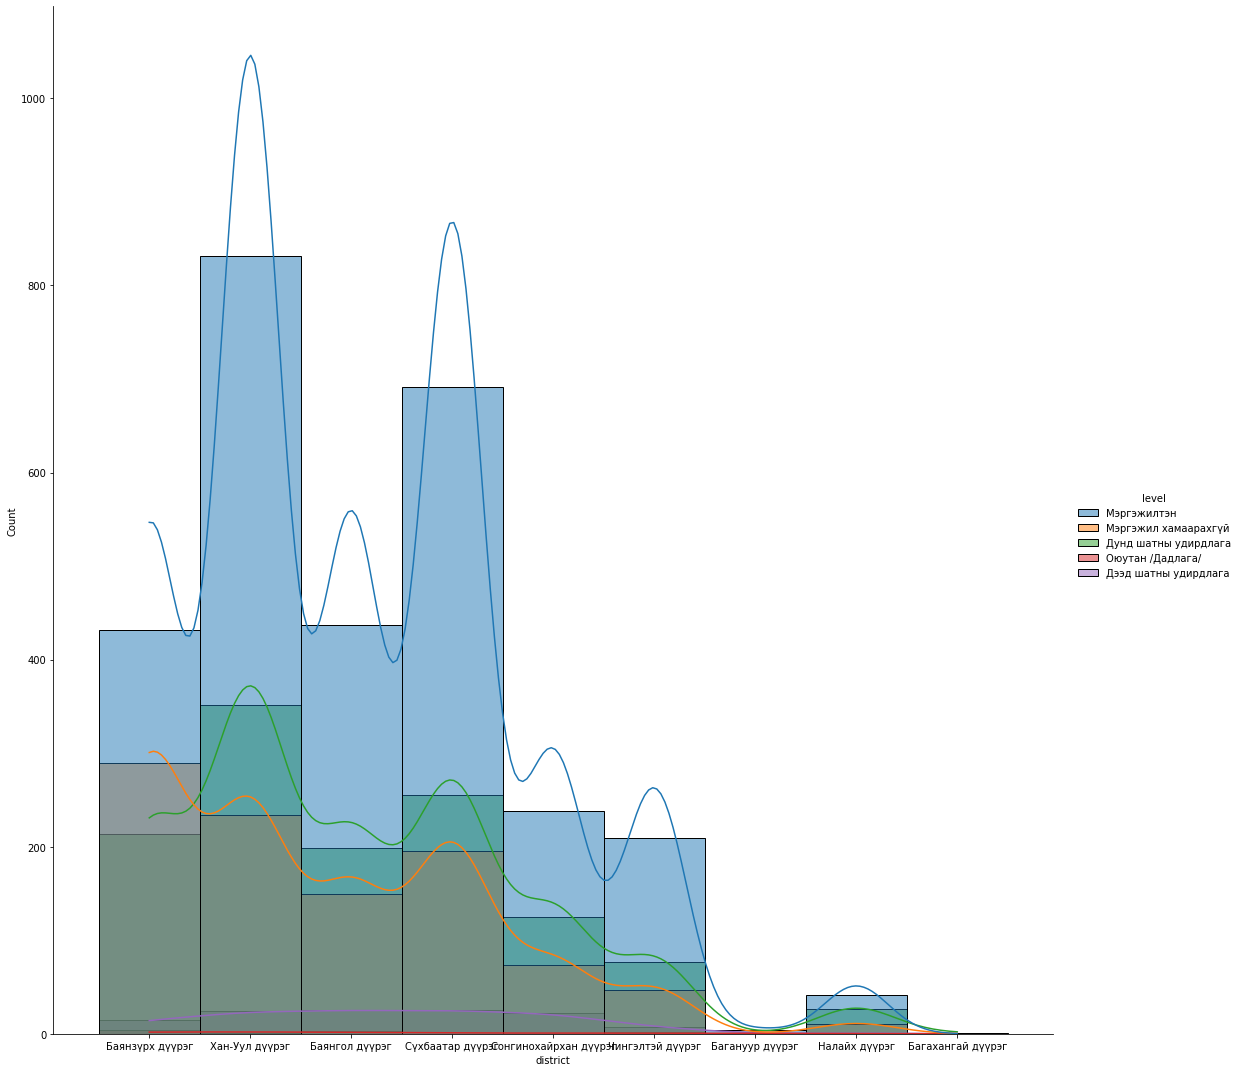 1000
800
600
400
200
0
Count
Баянзүрх дүүрэг Хан-Уул дүүрэг Баянгол дүүрэг Сүхбаатар дүүрэг Сонгинохайрхан дүүрэг Чингэлтэй дүүрэг Багануур дүүрэг Налайх дүүрэг Багахангай дүүрэг
district
level
Мэргэжилтэн
Мэргэжил хамаарахгүй
Дунд шатны удирдлага
Оюутан /Дадлага/
Дээд шатны удирдлага